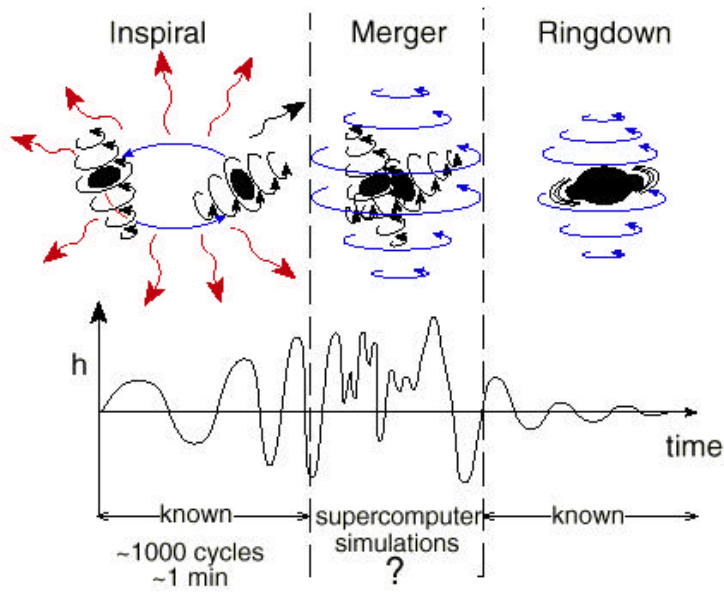 Inspiral
Merger
Ringdown
h
time
known
supercomputer
simulations
?
known
~1000 cycles
~1 min